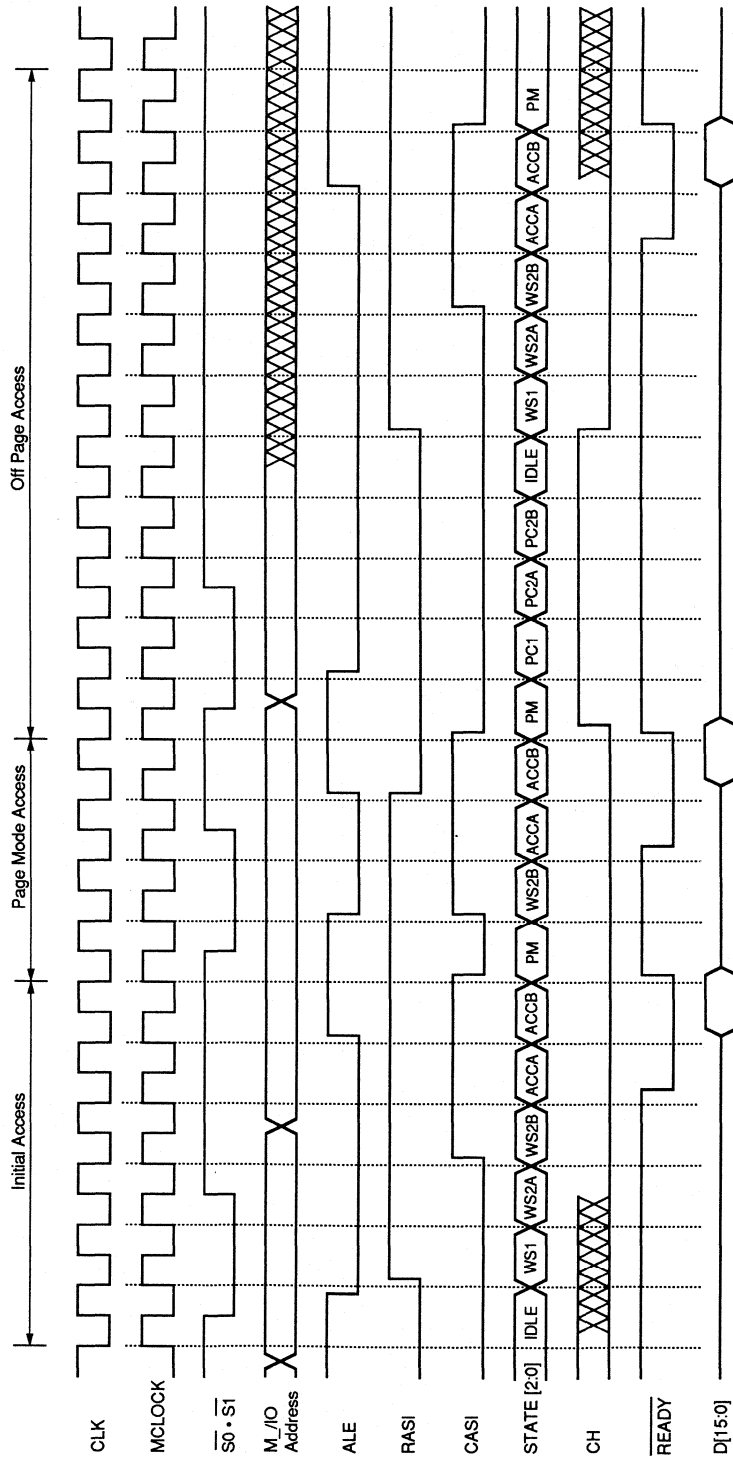 Initial Access
Page Mode Access
Off Page Access
CLK
MCLOCK
S0 • S1
M_/IO
Address
ALE
RASI
CASI
STATE [2:0]
IDLE
WS1
WS2A
WS2B
ACCA
ACCB
PM
WS2B
ACCA
ACCB
PM
PC1
PC2A
PC2B
IDLE
WS1
WS2A
WS2B
ACCA
ACCB
PM
CH
READY
D[15:0]